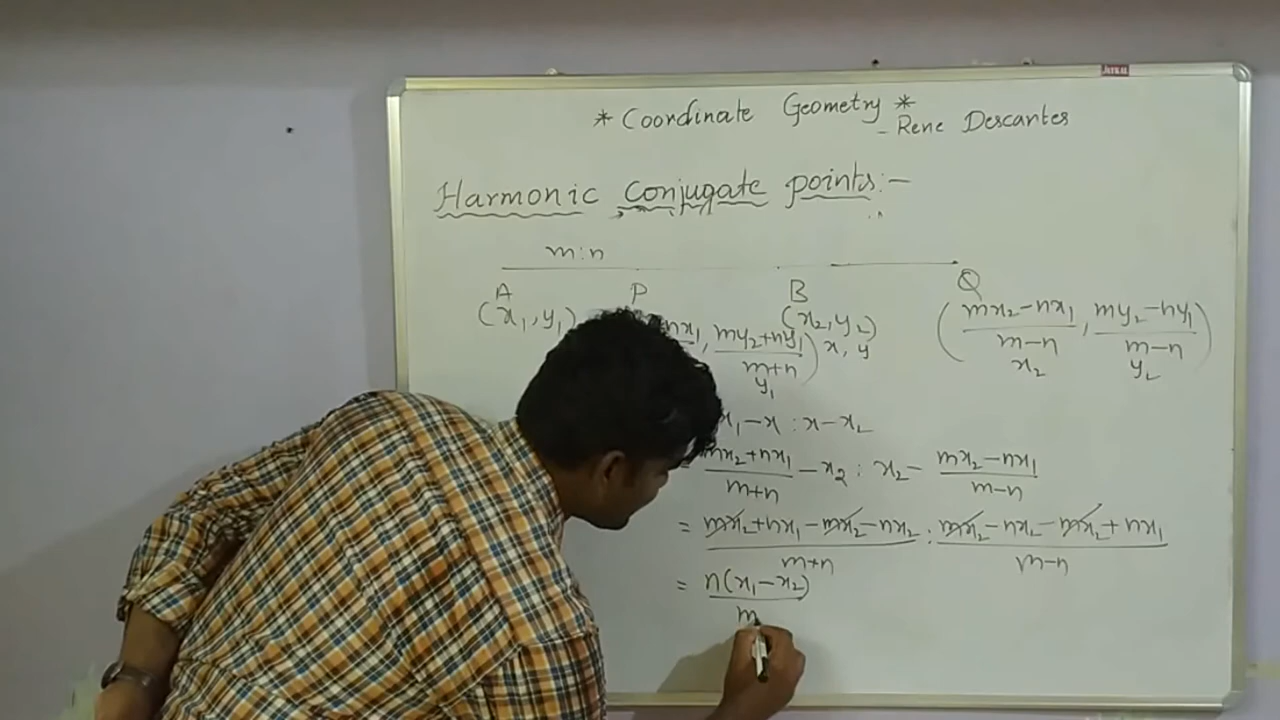 * Coordinate Geometry *
- Rene Descartes
Harmonic Conjugate points :-
m:n
A P B Q
(x₁, y₁) (x₂, y₂) x, y
nx₁, my₂+ny₁/m+n) y₁
(mx₂-nx₁/m-n, my₂-ny₁/m-n) x₂ y₂
x₁-x : x-x₂
mx₂+nx₁/m+n - x₂ : x₂ - mx₂-nx₁/m-n
= mx₂+nx₁-mx₂-nx₂/m+n : mx₂-nx₂-mx₂+nx₁/m-n
= n(x₁-x₂)/m